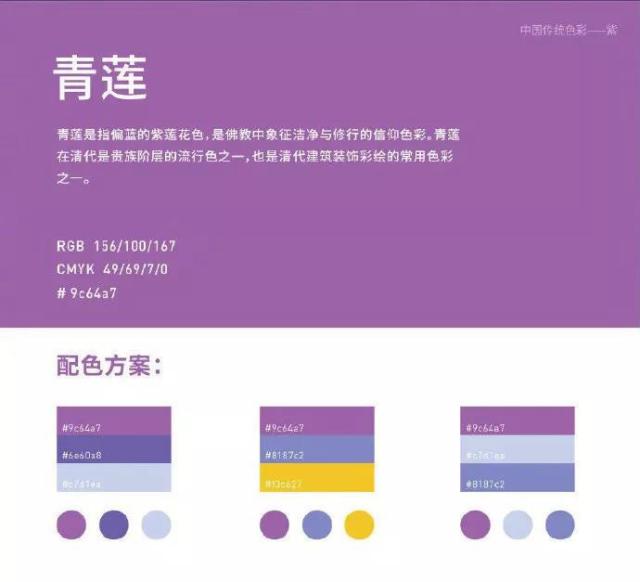 中国传统色彩——紫
青莲
青莲是指偏蓝的紫莲花色，是佛教中象征洁净与修行的信仰色彩。青莲
在清代是贵族阶层的流行色之一，也是清代建筑装饰彩绘的常用色彩
之一。
RGB 156/100/167
CMYK 49/69/7/0
# 9c64a7
配色方案：
#9c64a7
#9c64a7
#9c64a7
#6e60a8
#8187c2
#c7d1ea
#c7d1ea
#f3c627
#8187c2